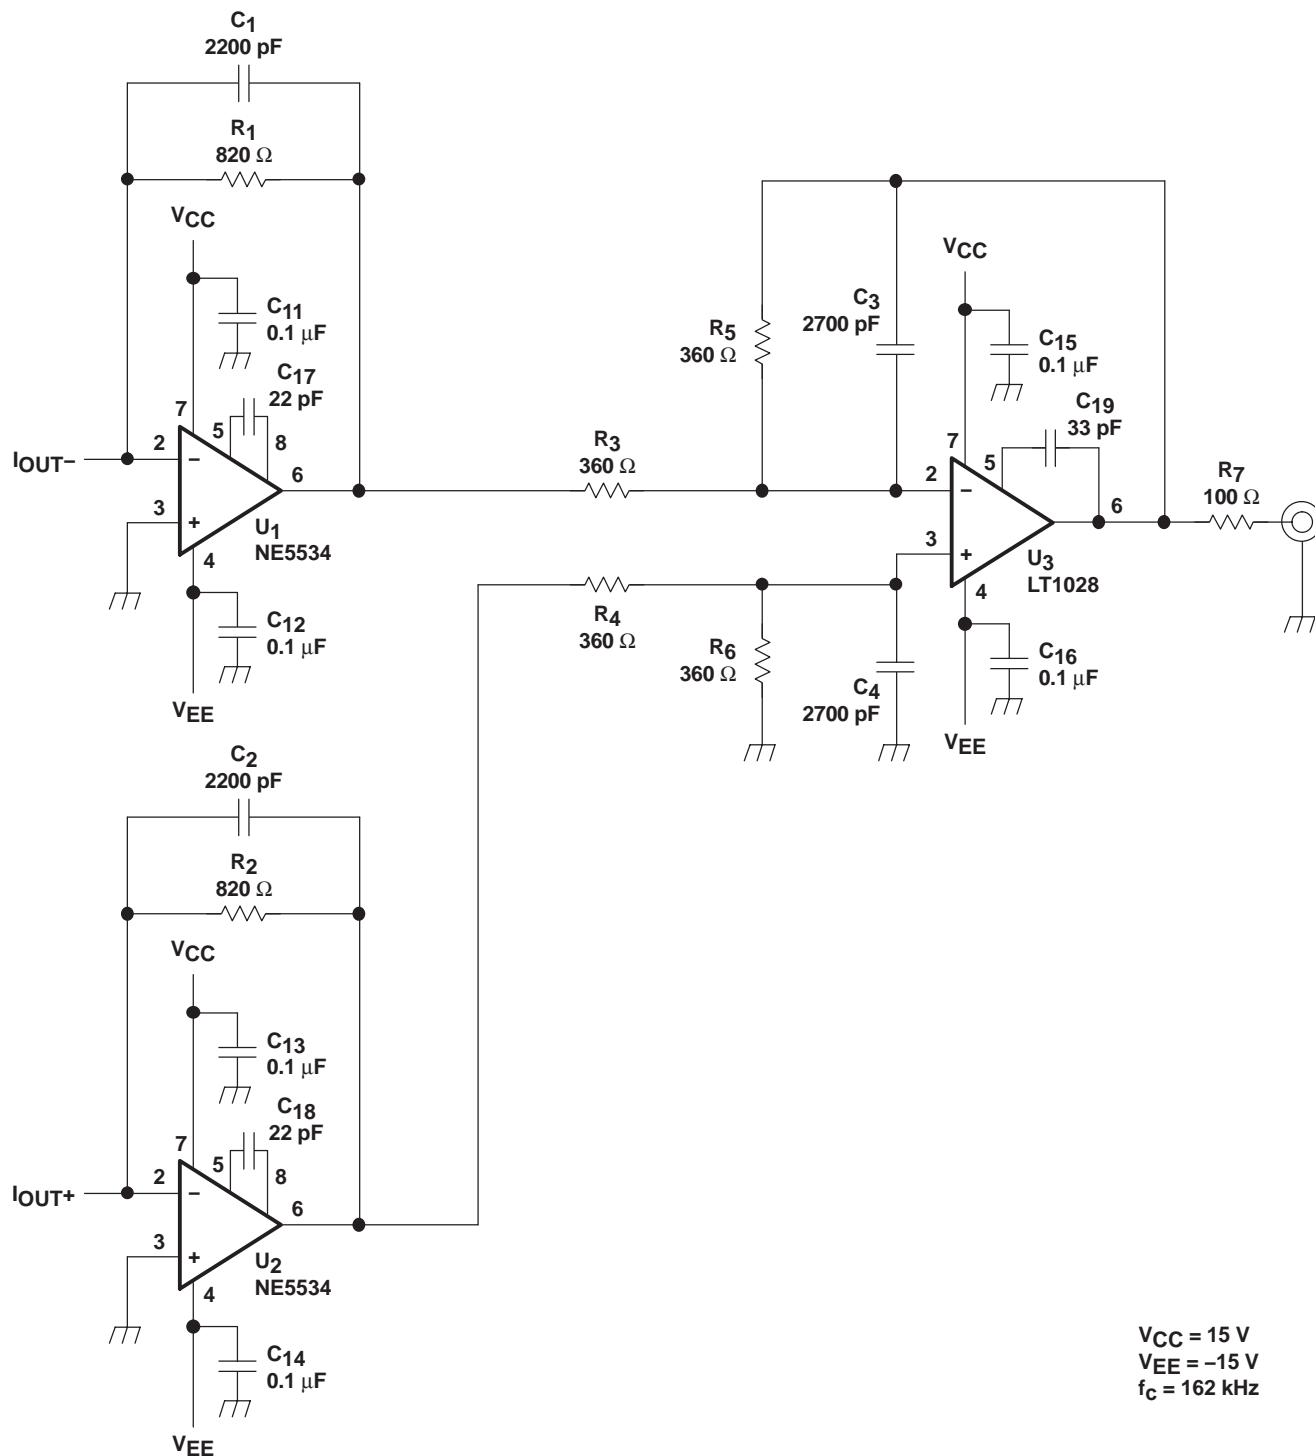 C1
2200 pF
R1
820 Ω
VCC
C11
0.1 μF
C17
22 pF
7
5
8
2
6
IOUT–
–
3
+
U1
NE5534
4
C12
0.1 μF
VEE
R3
360 Ω
R5
360 Ω
C3
2700 pF
VCC
C15
0.1 μF
C19
33 pF
7
5
2
–
6
R7
100 Ω
3
+
U3
LT1028
4
R4
360 Ω
R6
360 Ω
C4
2700 pF
C16
0.1 μF
VEE
C2
2200 pF
R2
820 Ω
VCC
C13
0.1 μF
C18
22 pF
7
5
8
2
6
IOUT+
–
3
+
U2
NE5534
4
C14
0.1 μF
VEE
VCC = 15 V
VEE = –15 V
fc = 162 kHz